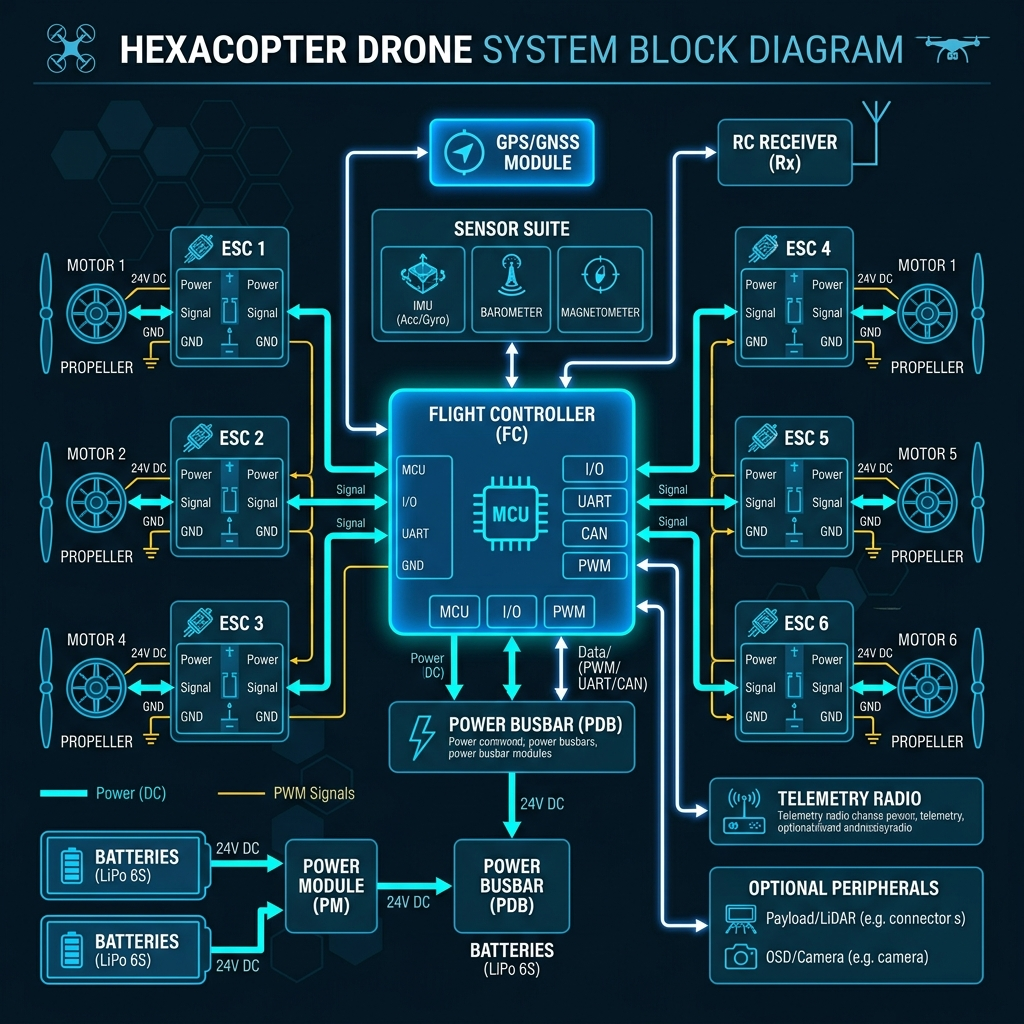 HEXACOPTER DRONE SYSTEM BLOCK DIAGRAM
GPS/GNSS
MODULE
RC RECEIVER
(Rx)
SENSOR SUITE
IMU
(Acc/Gyro)
BAROMETER
MAGNETOMETER
ESC 1
MOTOR 1
24V DC
Power
Power
Signal
Signal
GND
GND
GND
PROPELLER
ESC 2
MOTOR 2
24V DC
Power
Power
Signal
Signal
GND
GND
GND
PROPELLER
ESC 3
MOTOR 4
24V DC
Power
Power
Signal
Signal
GND
GND
GND
PROPELLER
FLIGHT CONTROLLER
(FC)
MCU
I/O
UART
GND
MCU
I/O
UART
CAN
PWM
MCU
I/O
PWM
Signal
Signal
Signal
Signal
ESC 4
MOTOR 1
24V DC
Power
Power
Signal
Signal
GND
GND
GND
PROPELLER
ESC 5
MOTOR 5
24V DC
Power
Power
Signal
Signal
GND
GND
GND
PROPELLER
ESC 6
MOTOR 6
24V DC
Power
Power
Signal
Signal
GND
GND
GND
PROPELLER
Power
DC)
Data/
(PWM/
UART/CAN)
POWER BUSBAR (PDB)
Power power busbars,
power busbar modules
24V DC
Power (DC)
PWM Signals
BATTERIES
(LiPo 6S)
24V DC
BATTERIES
(LiPo 6S)
24V DC
POWER
MODULE
(PM)
24V DC
POWER
BUSBAR
(PDB)
BATTERIES
(LiPo 6S)
TELEMETRY RADIO
Telemetry radio telemetry,
OPTIONAL PERIPHERALS
Payload/LiDAR (e.g. connector s)
OSD/Camera (e.g. camera)